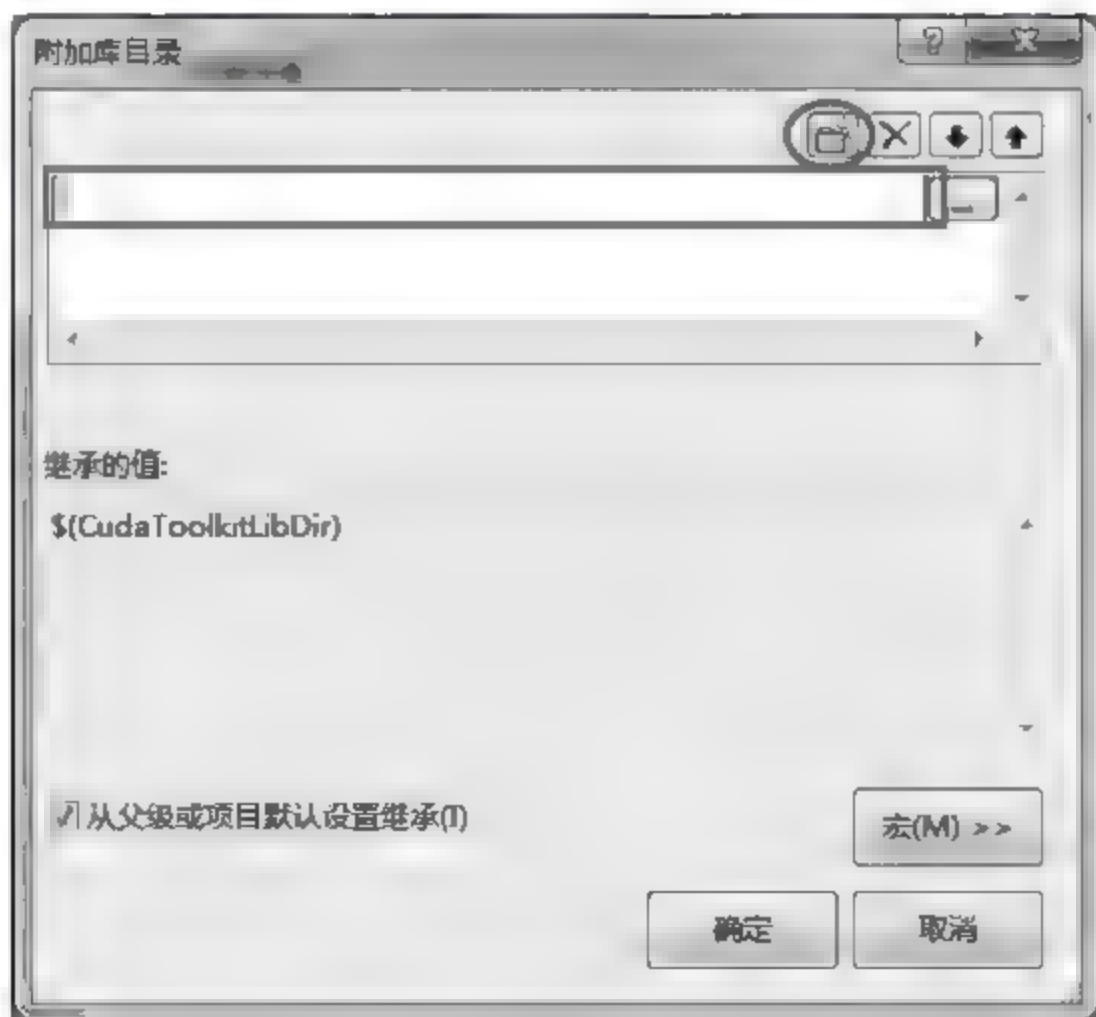 附加库目录
继承的值:
$(CudaToolkitLibDir)
从父级或项目默认设置继承(I)
宏(M) >>
确定
取消